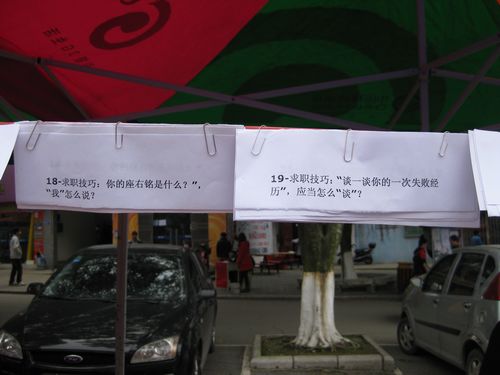 18-求职技巧：你的座右铭是什么？”，
“我”怎么说？
19-求职技巧：“谈一谈你的一次失败经
历”，应当怎么“谈”？
Ford